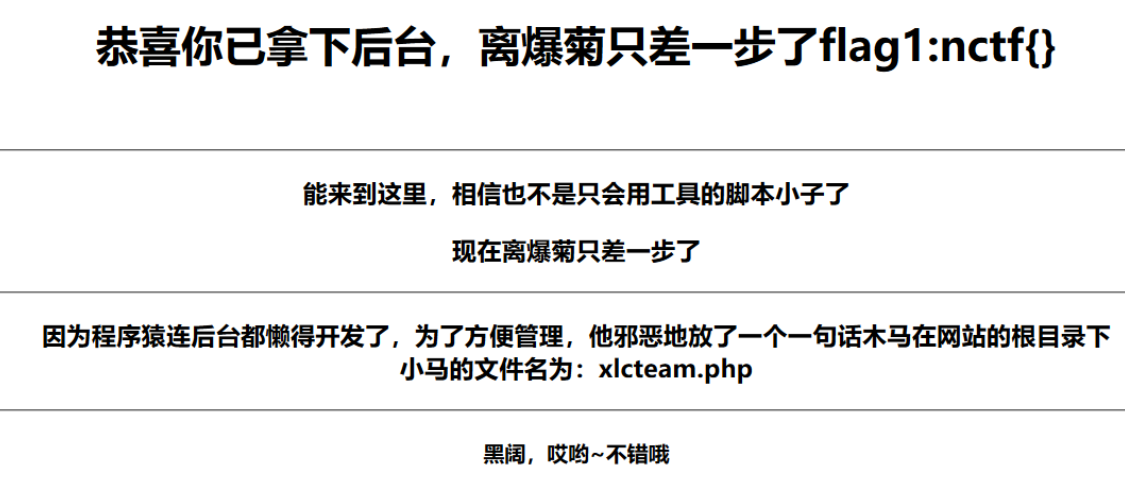 恭喜你已拿下后台，离爆菊只差一步了flag1:nctf{}
能来到这里，相信也不是只会用工具的脚本小子了
现在离爆菊只差一步了
因为程序猿连后台都懒得开发了，为了方便管理，他邪恶地放了一个一句话木马在网站的根目录下
小马的文件名为：xlcteam.php
黑阔，哎哟~不错哦